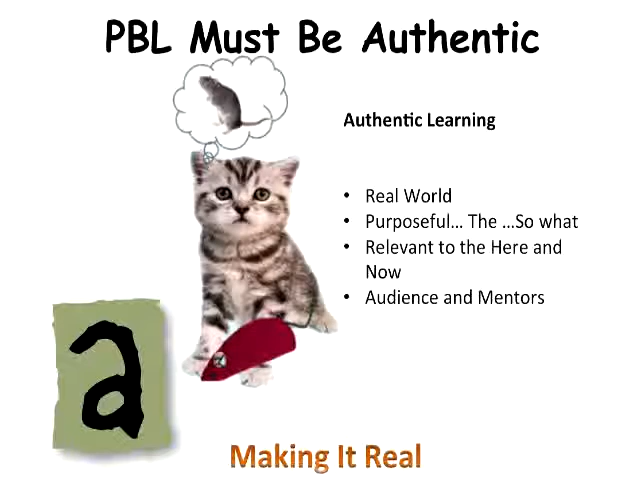 PBL Must Be Authentic
Authentic Learning
• Real World
• Purposeful... The ...So what
• Relevant to the Here and
Now
• Audience and Mentors
a
Making It Real